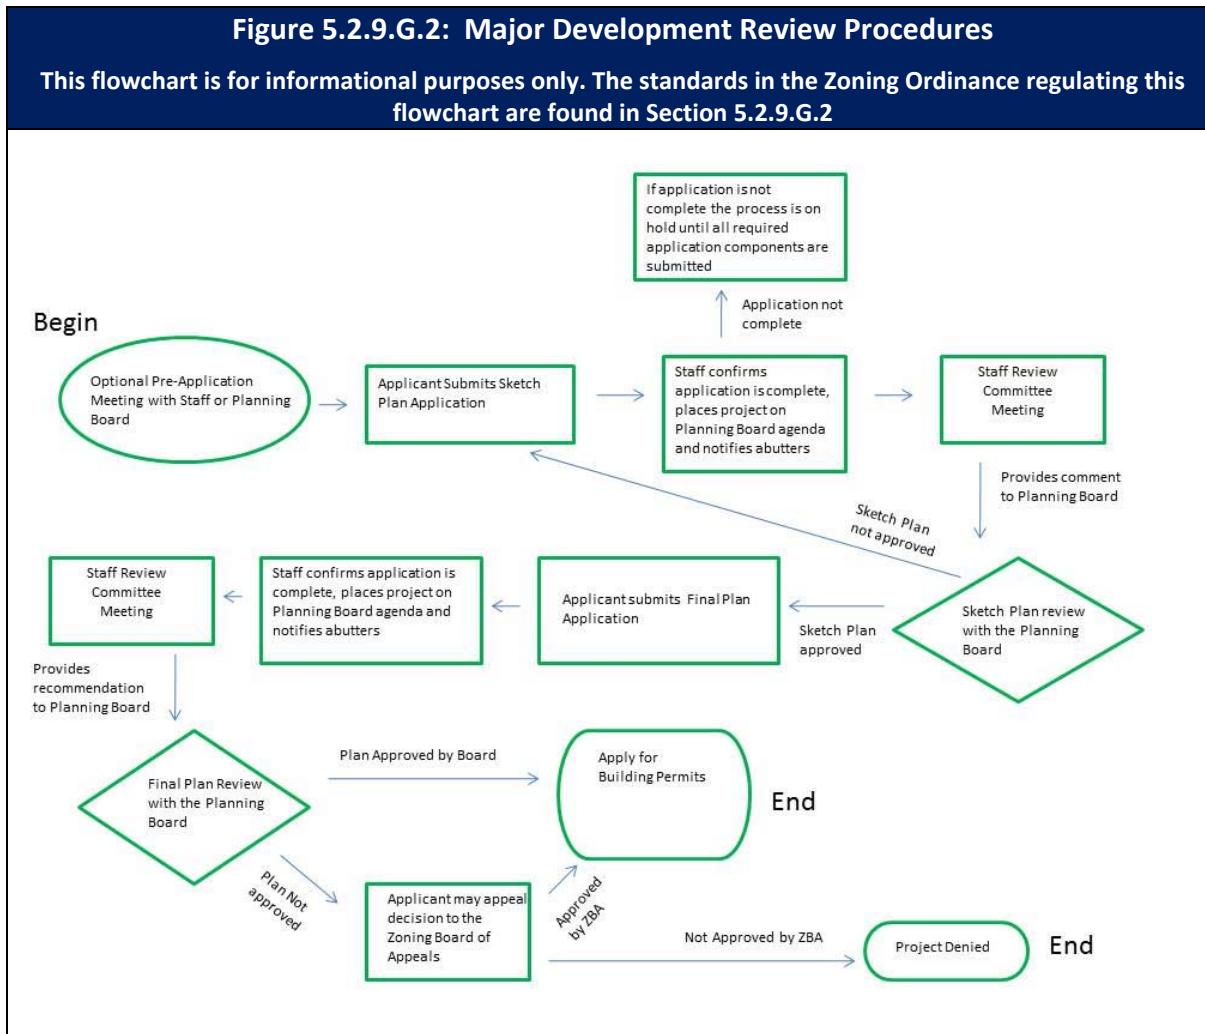 Figure 5.2.9.G.2:  Major Development Review Procedures
This flowchart is for informational purposes only. The standards in the Zoning Ordinance regulating this
flowchart are found in Section 5.2.9.G.2
If application is not
complete the process is on
hold until all required
application components are
submitted
Application not
complete
Begin
Optional Pre-Application
Meeting with Staff or Planning
Board
Applicant Submits Sketch
Plan Application
Staff confirms
application is complete,
places project on
Planning Board agenda
and notifies abutters
Staff Review
Committee
Meeting
Provides comment
to Planning Board
Sketch Plan
not approved
Sketch Plan review
with the Planning
Board
Sketch Plan
approved
Applicant submits Final Plan
Application
Staff confirms application is
complete, places project on
Planning Board agenda and
notifies abutters
Staff Review
Committee
Meeting
Provides
recommendation
to Planning Board
Final Plan Review
with the Planning
Board
Plan Approved by Board
Apply for
Building Permits
End
Plan Not
approved
Applicant may appeal
decision to the
Zoning Board of
Appeals
Approved
by ZBA
Not Approved by ZBA
Project Denied
End